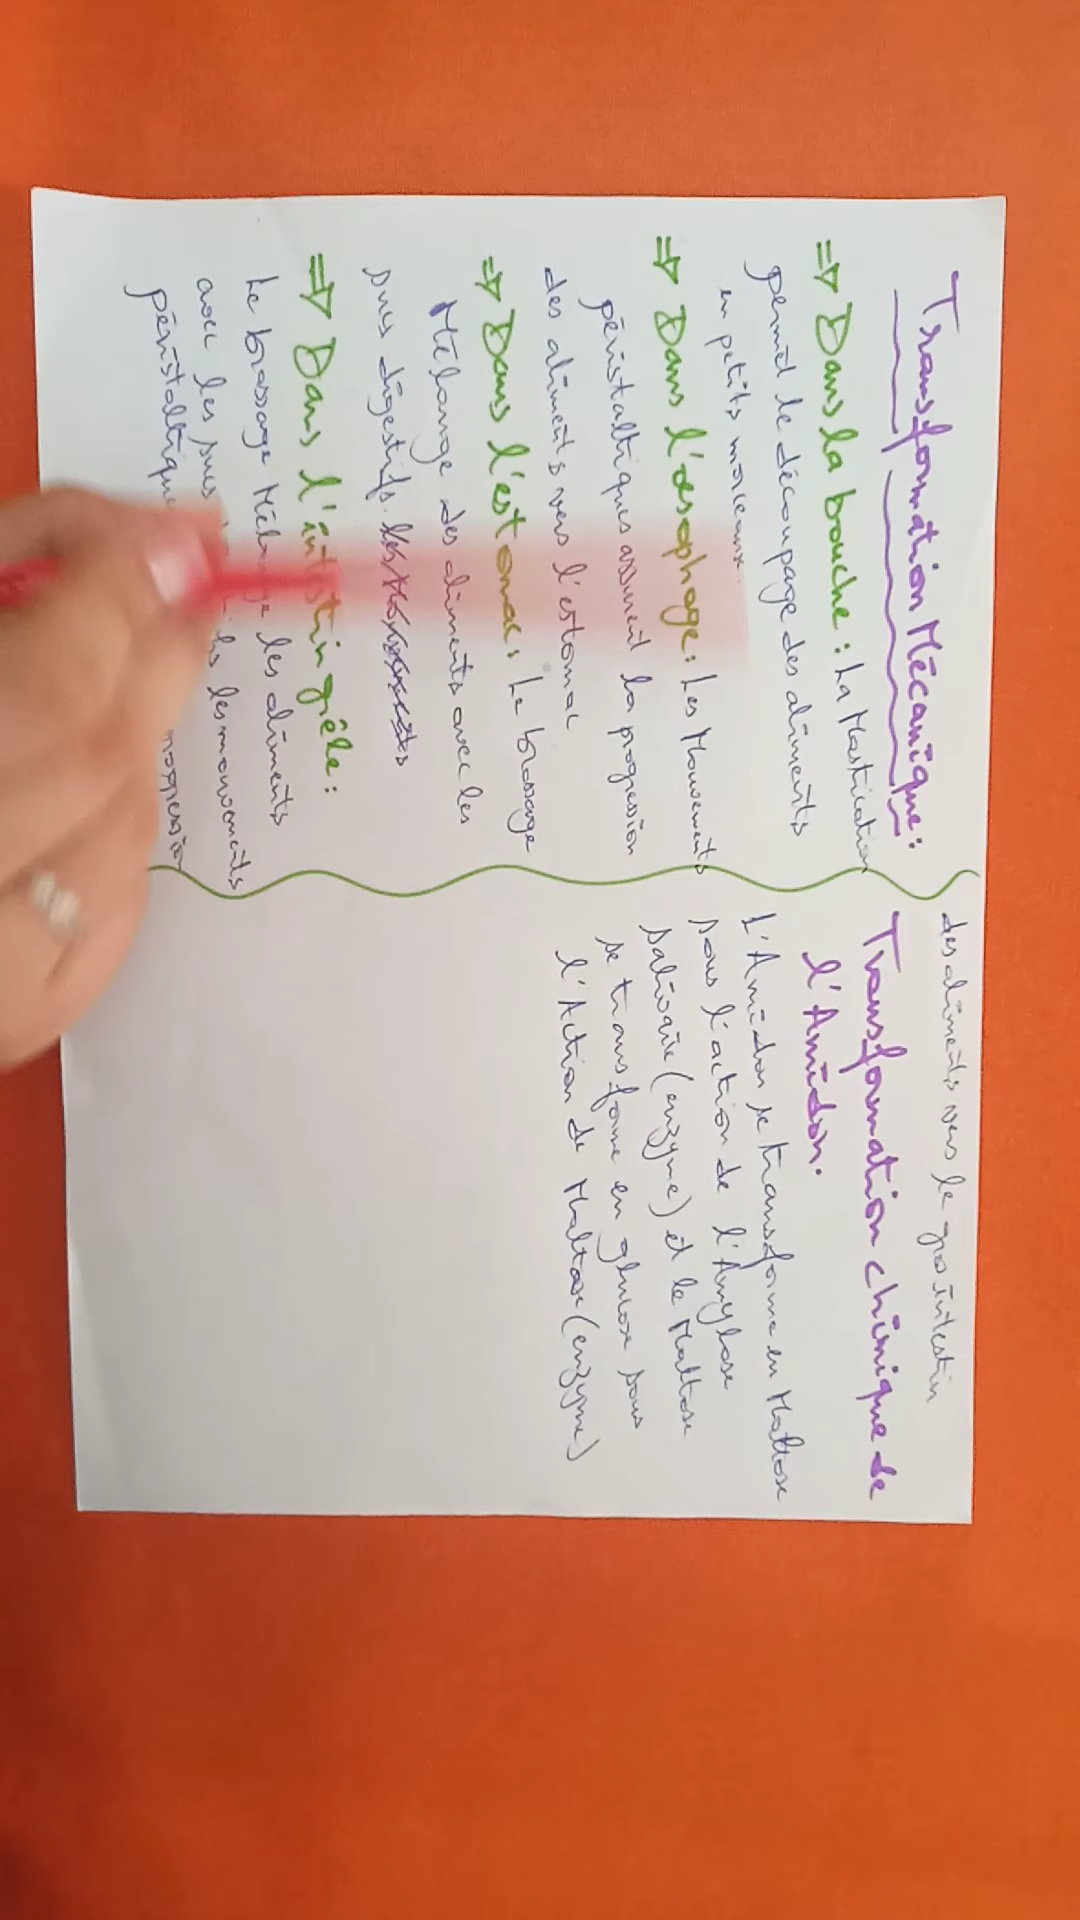 Transformation Mécanique:
⇒ Dans la bouche : La Mastication
permet le découpage des aliments
en petits morceaux.
⇒ Dans l'œsophage : Les Mouvements
péristaltiques assurent la progression
des aliments vers l'estomac
⇒ Dans l'estomac : Le brassage
Mélange des aliments avec les
sucs digestifs.
⇒ Dans l'intestin grêle :
Le brassage les aliments
avec les sucs les mouvements
des aliments vers le gros intestin
Transformation chimique de
l'Amidon.
L'Amidon se transforme en Maltose
sous l'action de l'Amylase
salivaire (enzyme) et le Maltose
se transforme en glucose sous
l'Action de Maltase (enzyme)